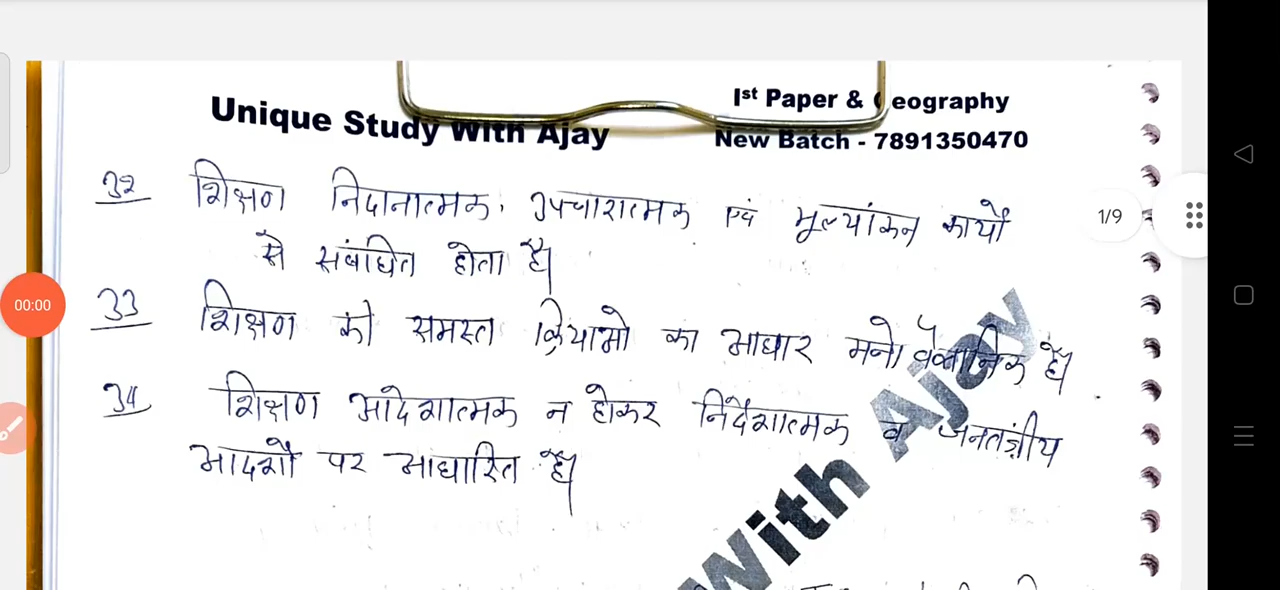 Unique Study With Ajay
Ist Paper & Geography
New Batch - 7891350470
32 शिक्षण निदानात्मक, उपचारात्मक एवं मूल्यांकन कार्यों
से संबंधित होता है।
1/9
00:00
33 शिक्षण की समस्त क्रियाओ का आधार मनोवैज्ञानिक है।
34 शिक्षण आदेशात्मक न होकर निर्देशात्मक व जनतंत्रीय
आदर्शों पर आधारित है।
With Ajay